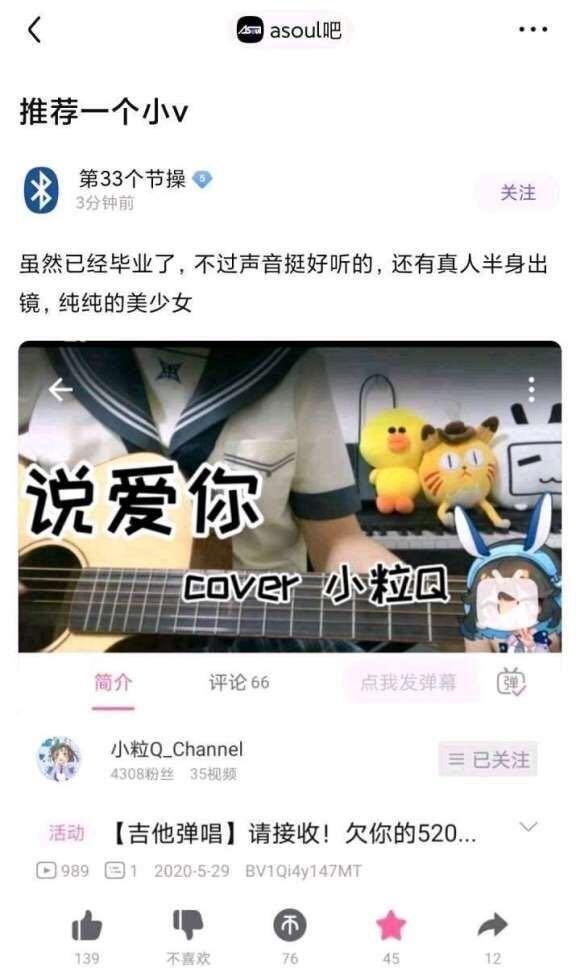 asoul吧
推荐一个小v
第33个节操
5
3分钟前
关注
虽然已经毕业了，不过声音挺好听的，还有真人半身出
镜，纯纯的美少女
说爱你
cover 小粒Q
简介
评论 66
点我发弹幕
弹
小粒Q_Channel
4308粉丝 35视频
已关注
活动 【吉他弹唱】请接收！欠你的520...
989 1 2020-5-29 BV1Qi4y147MT
139 不喜欢 76 45 12